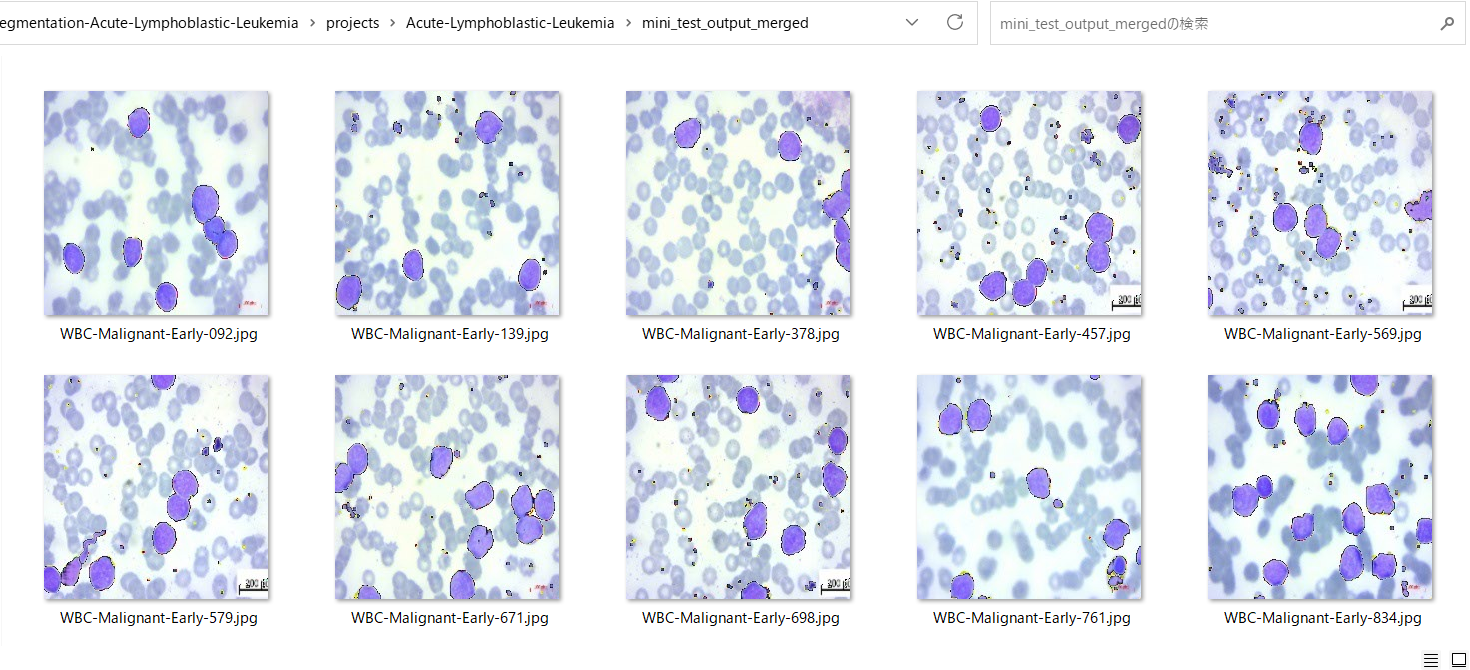 egmentation-Acute-Lymphoblastic-Leukemia > projects > Acute-Lymphoblastic-Leukemia > mini_test_output_merged
mini_test_output_mergedの検索
WBC-Malignant-Early-092.jpg
WBC-Malignant-Early-139.jpg
WBC-Malignant-Early-378.jpg
WBC-Malignant-Early-457.jpg
WBC-Malignant-Early-569.jpg
WBC-Malignant-Early-579.jpg
WBC-Malignant-Early-671.jpg
WBC-Malignant-Early-698.jpg
WBC-Malignant-Early-761.jpg
WBC-Malignant-Early-834.jpg